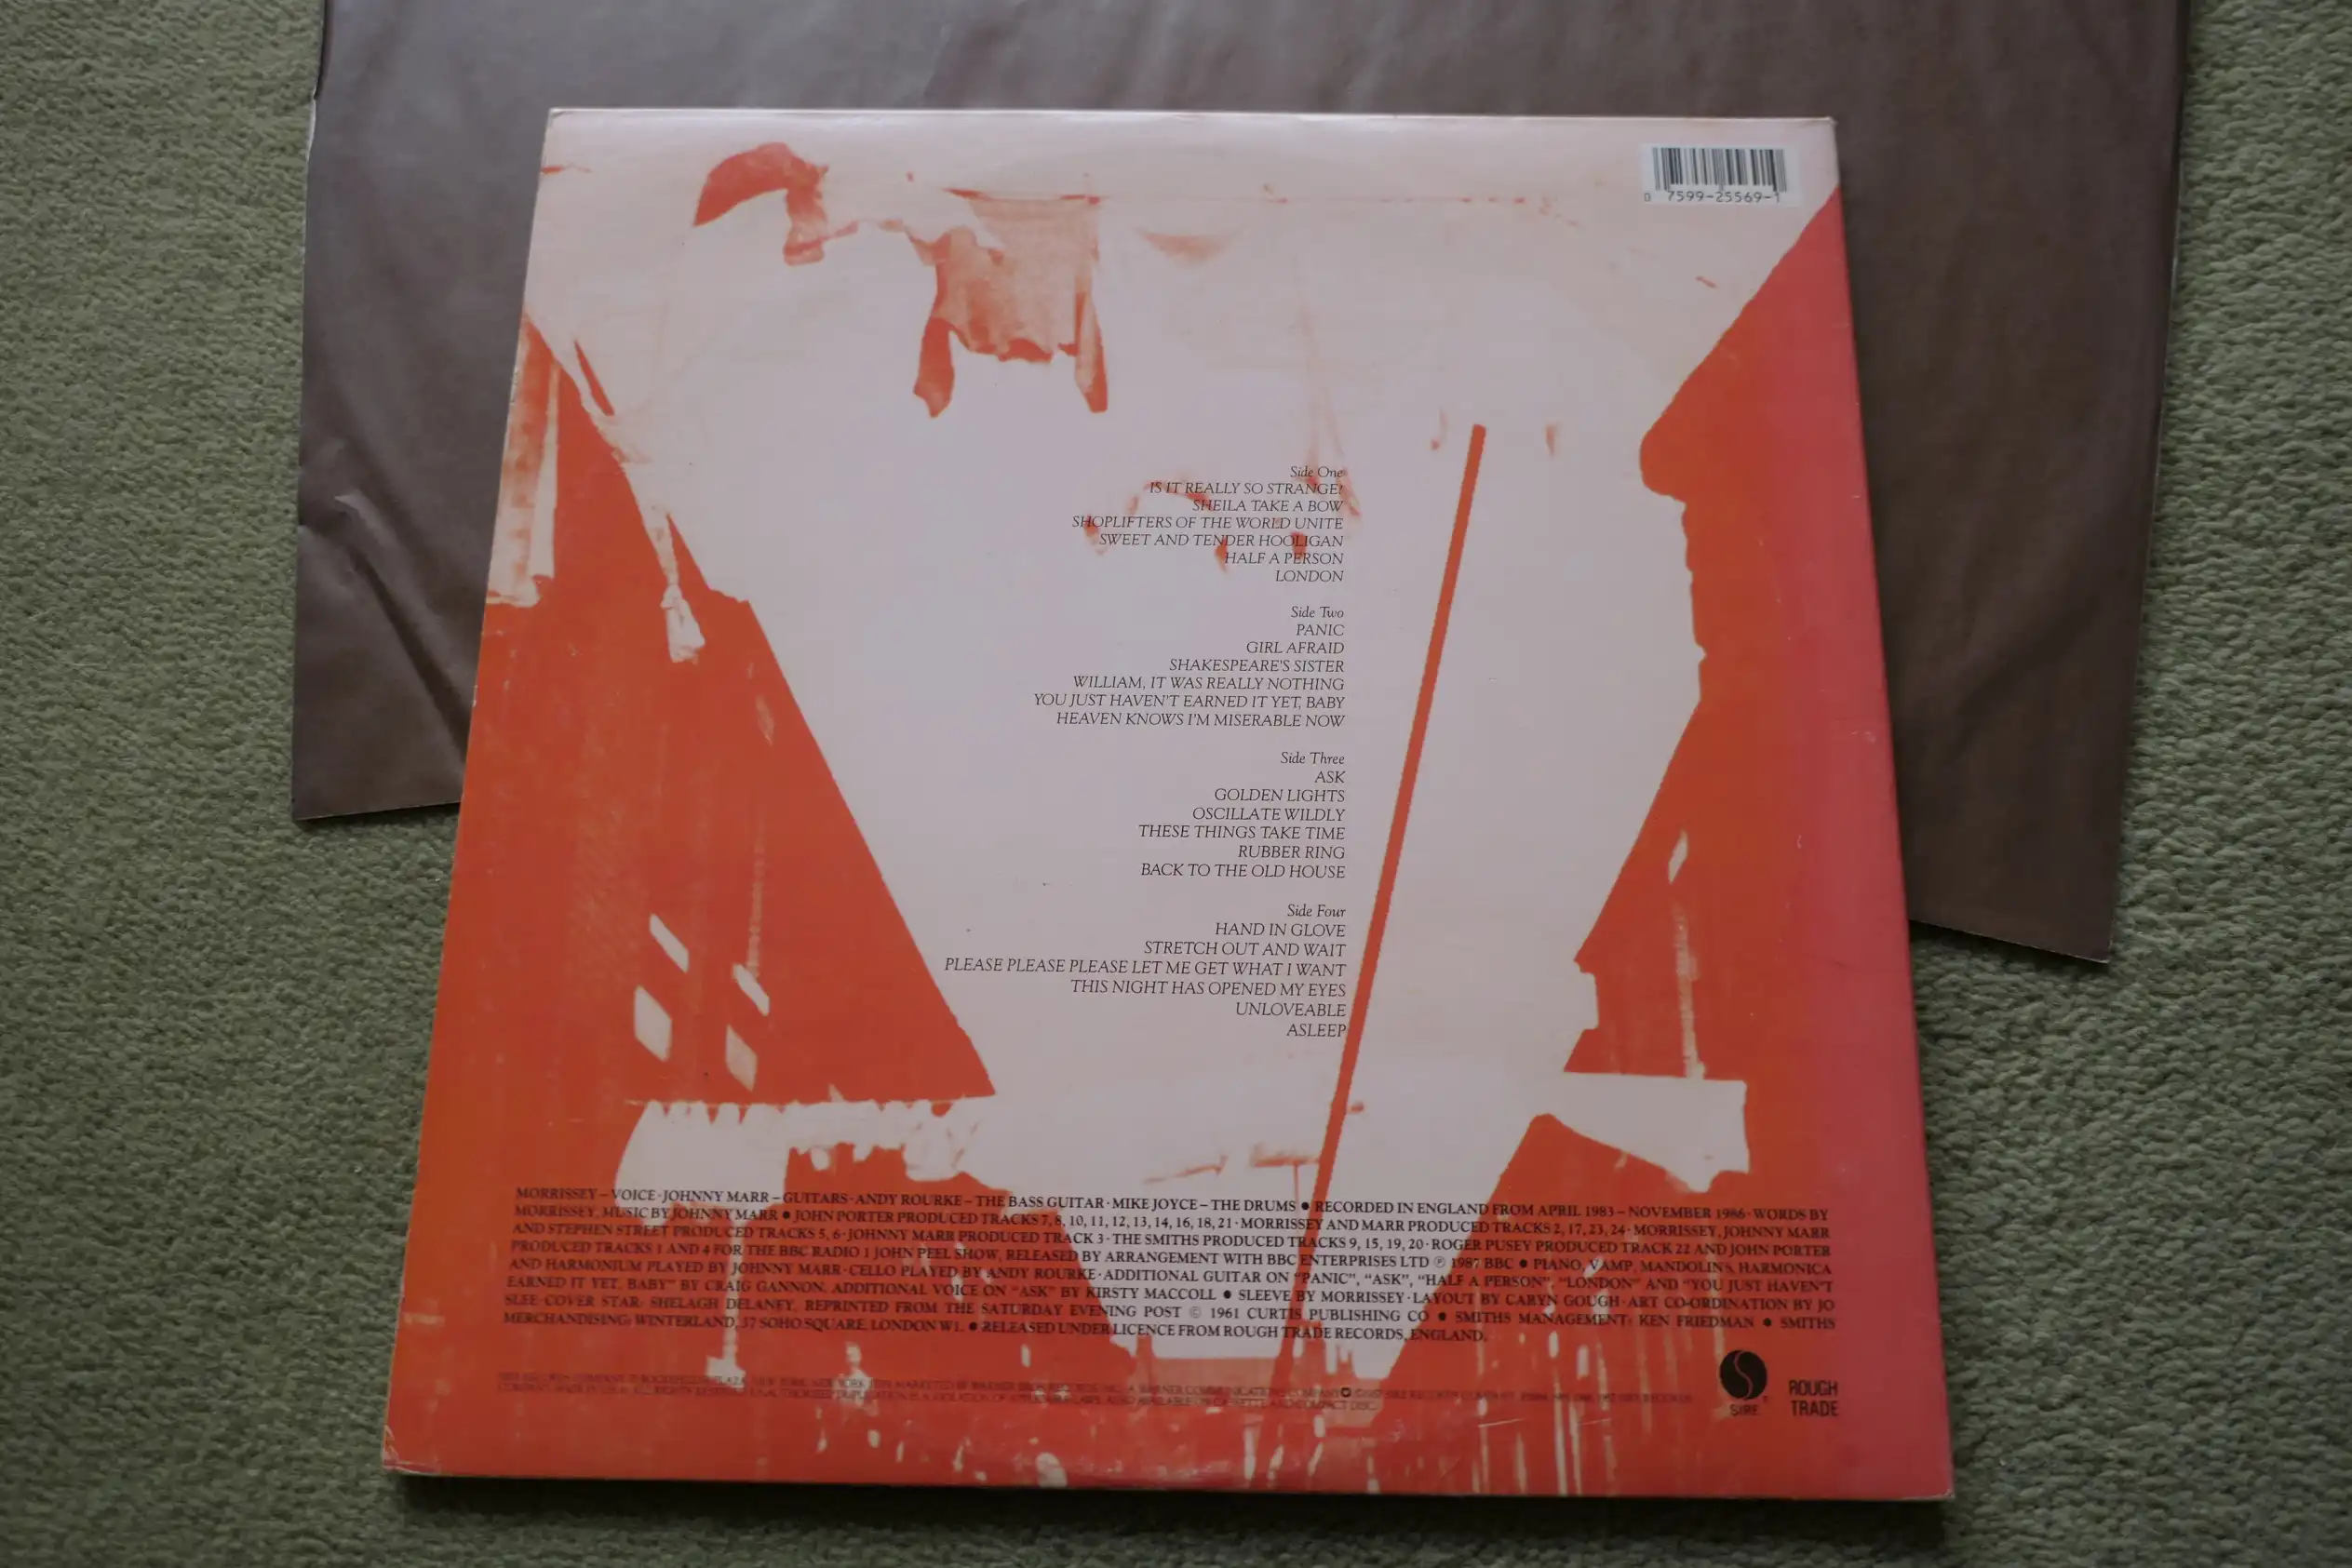 0 7599-25569-1
Side One
IS IT REALLY SO STRANGE?
SHEILA TAKE A BOW
SHOPLIFTERS OF THE WORLD UNITE
SWEET AND TENDER HOOLIGAN
HALF A PERSON
LONDON
Side Two
PANIC
GIRL AFRAID
SHAKESPEARE'S SISTER
WILLIAM, IT WAS REALLY NOTHING
YOU JUST HAVEN'T EARNED IT YET, BABY
HEAVEN KNOWS I'M MISERABLE NOW
Side Three
ASK
GOLDEN LIGHTS
OSCILLATE WILDLY
THESE THINGS TAKE TIME
RUBBER RING
BACK TO THE OLD HOUSE
Side Four
HAND IN GLOVE
STRETCH OUT AND WAIT
PLEASE PLEASE PLEASE LET ME GET WHAT I WANT
THIS NIGHT HAS OPENED MY EYES
UNLOVEABLE
ASLEEP
MORRISSEY – VOICE · JOHNNY MARR – GUITARS · ANDY ROURKE – THE BASS GUITAR · MIKE JOYCE – THE DRUMS ● RECORDED IN ENGLAND FROM APRIL 1983 – NOVEMBER 1986 · WORDS BY
MORRISSEY, MUSIC BY JOHNNY MARR ● JOHN PORTER PRODUCED TRACKS 7, 8, 10, 11, 12, 13, 14, 16, 18, 21 · MORRISSEY AND MARR PRODUCED TRACKS 2, 17, 23, 24 · MORRISSEY, JOHNNY MARR
AND STEPHEN STREET PRODUCED TRACKS 5, 6 · JOHNNY MARR PRODUCED TRACK 3 · THE SMITHS PRODUCED TRACKS 9, 15, 19, 20 · ROGER PUSEY PRODUCED TRACK 22 AND JOHN PORTER
PRODUCED TRACKS 1 AND 4 FOR THE BBC RADIO 1 JOHN PEEL SHOW, RELEASED BY ARRANGEMENT WITH BBC ENTERPRISES LTD ℗ 1987 BBC ● PIANO, VAMP, MANDOLINS, HARMONICA
AND HARMONIUM PLAYED BY JOHNNY MARR · CELLO PLAYED BY ANDY ROURKE · ADDITIONAL GUITAR ON "PANIC", "ASK", "HALF A PERSON", "LONDON" AND "YOU JUST HAVEN'T
EARNED IT YET, BABY" BY CRAIG GANNON. ADDITIONAL VOICE ON "ASK" BY KIRSTY MACCOLL ● SLEEVE BY MORRISSEY · LAYOUT BY CARYN GOUGH · ART CO-ORDINATION BY JO
SLEE · COVER STAR: SHELAGH DELANEY, REPRINTED FROM THE SATURDAY EVENING POST © 1961 CURTIS PUBLISHING CO ● SMITHS MANAGEMENT: KEN FRIEDMAN ● SMITHS
MERCHANDISING: WINTERLAND, 37 SOHO SQUARE, LONDON W1. ● RELEASED UNDER LICENCE FROM ROUGH TRADE RECORDS, ENGLAND.
SIRE
ROUGH
TRADE